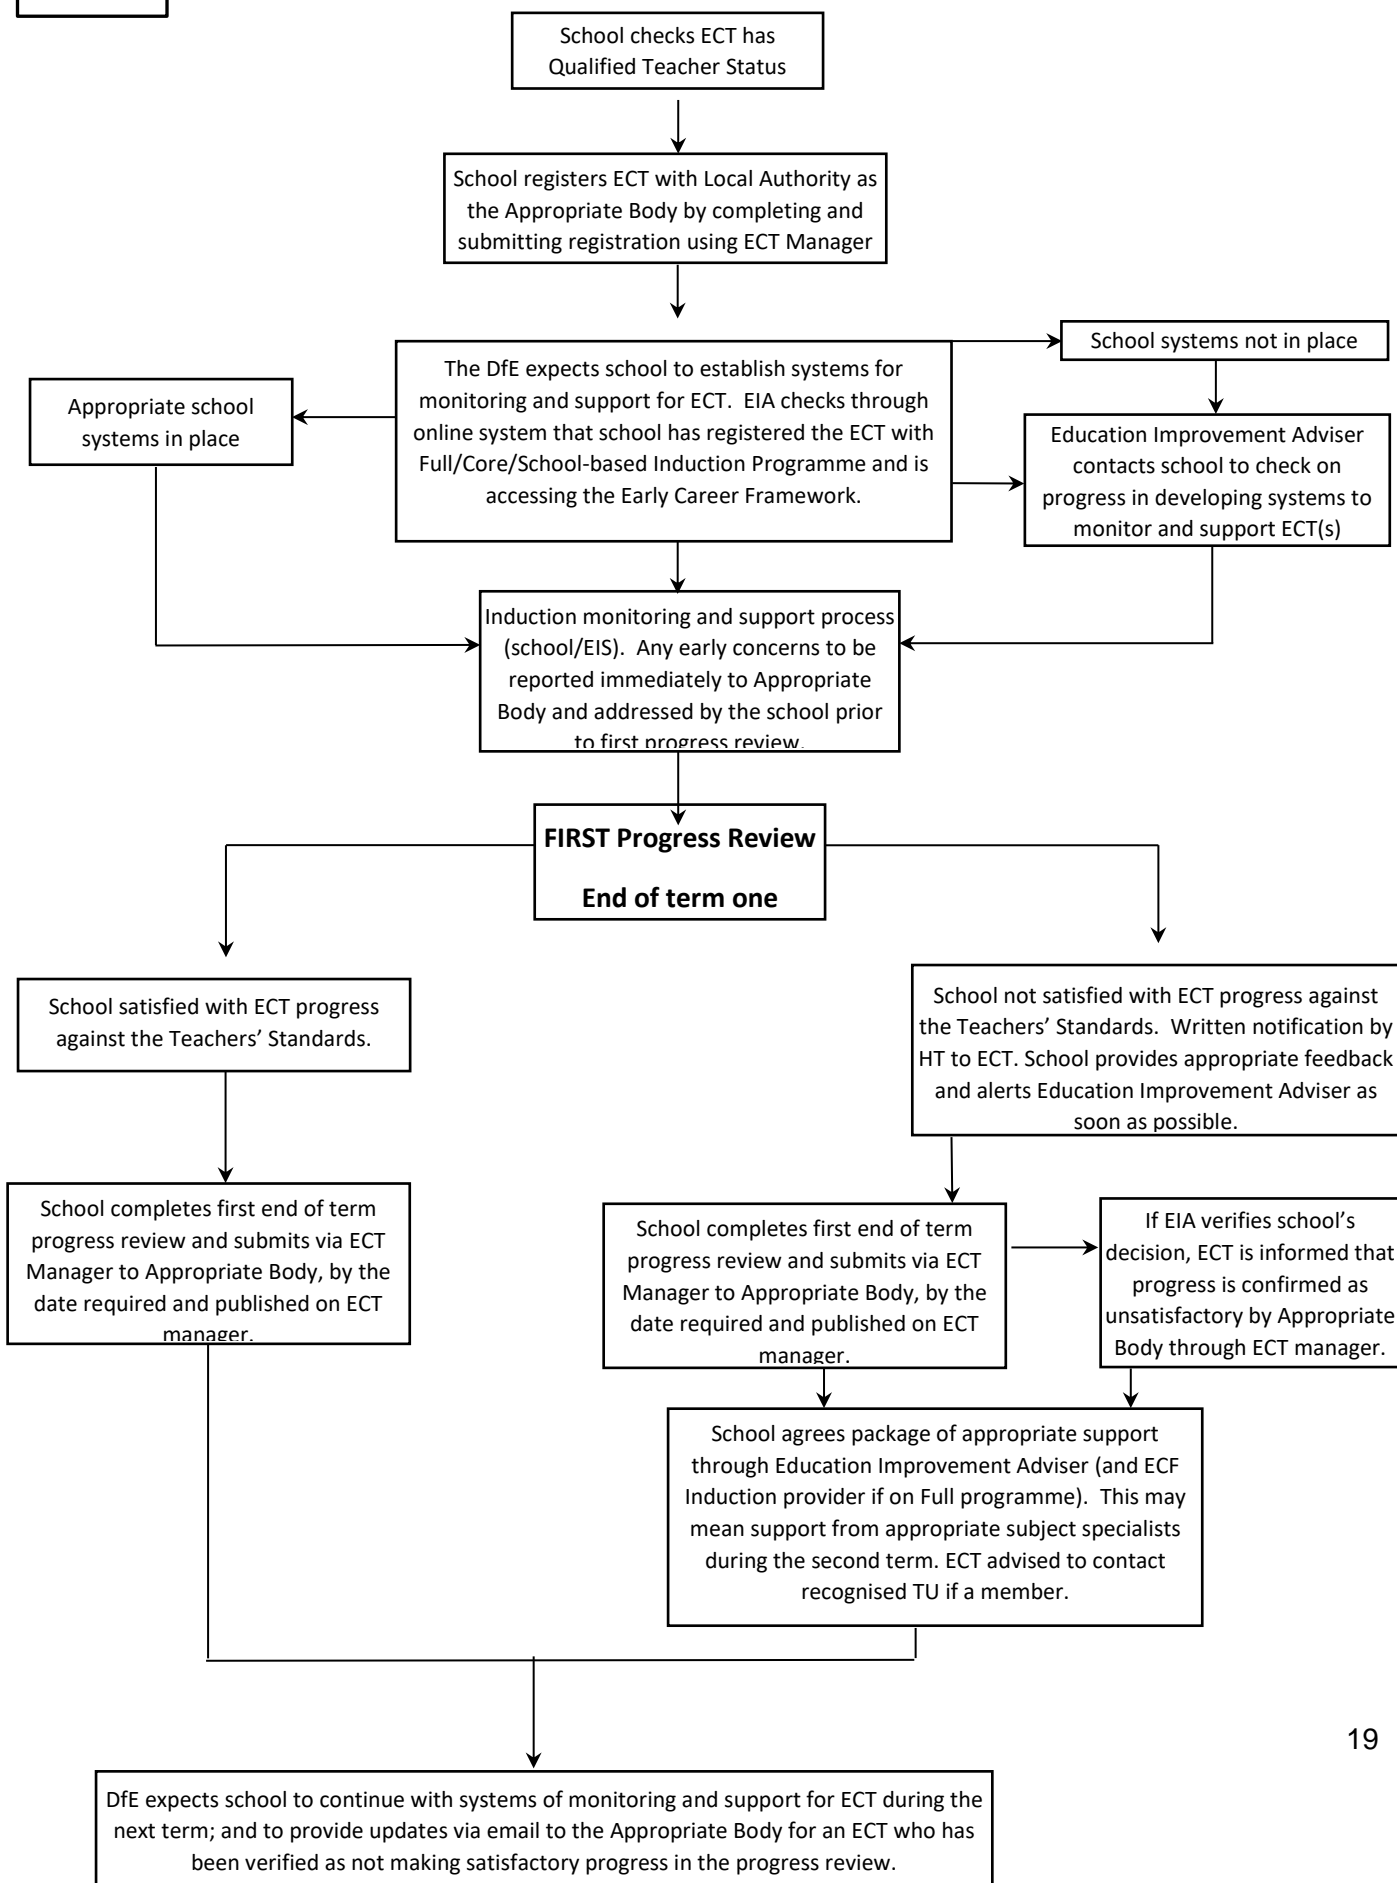 School checks ECT has
Qualified Teacher Status
School registers ECT with Local Authority as
the Appropriate Body by completing and
submitting registration using ECT Manager
The DfE expects school to establish systems for
monitoring and support for ECT.  EIA checks through
online system that school has registered the ECT with
Full/Core/School-based Induction Programme and is
accessing the Early Career Framework.
School systems not in place
Appropriate school
systems in place
Education Improvement Adviser
contacts school to check on
progress in developing systems to
monitor and support ECT(s)
Induction monitoring and support process
(school/EIS).  Any early concerns to be
reported immediately to Appropriate
Body and addressed by the school prior
to first progress review.
FIRST Progress Review
End of term one
School satisfied with ECT progress
against the Teachers’ Standards.
School not satisfied with ECT progress against
the Teachers’ Standards.  Written notification by
HT to ECT. School provides appropriate feedback
and alerts Education Improvement Adviser as
soon as possible.
School completes first end of term
progress review and submits via ECT
Manager to Appropriate Body, by the
date required and published on ECT
manager.
School completes first end of term
progress review and submits via ECT
Manager to Appropriate Body, by the
date required and published on ECT
manager.
If EIA verifies school’s
decision, ECT is informed that
progress is confirmed as
unsatisfactory by Appropriate
Body through ECT manager.
School agrees package of appropriate support
through Education Improvement Adviser (and ECF
Induction provider if on Full programme).  This may
mean support from appropriate subject specialists
during the second term. ECT advised to contact
recognised TU if a member.
19
DfE expects school to continue with systems of monitoring and support for ECT during the
next term; and to provide updates via email to the Appropriate Body for an ECT who has
been verified as not making satisfactory progress in the progress review.